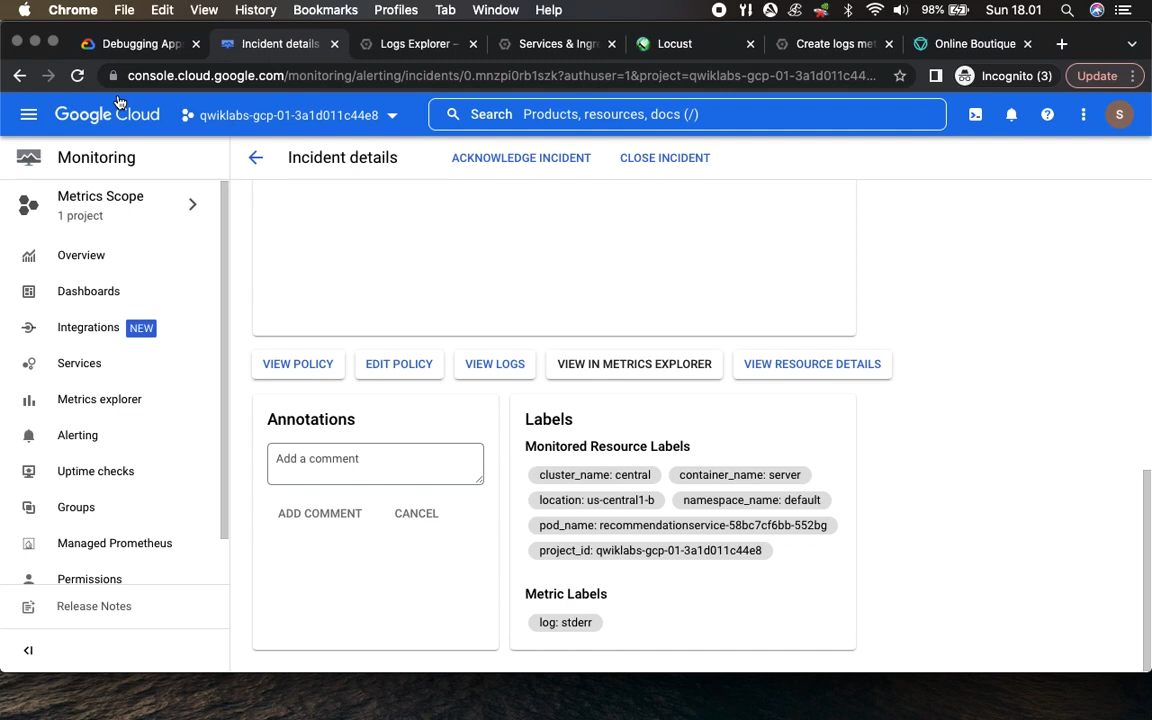 Chrome File Edit View History Bookmarks Profiles Tab Window Help 98% Sun 18.01
Debugging App Incident details Logs Explorer – Services & Ingr Locust Create logs met Online Boutique
console.cloud.google.com/monitoring/alerting/incidents/0.mnzpi0rb1szk?authuser=1&project=qwiklabs-gcp-01-3a1d011c44... Incognito (3) Update
Google Cloud qwiklabs-gcp-01-3a1d011c44e8 Search Products, resources, docs (/) S
Monitoring Incident details ACKNOWLEDGE INCIDENT CLOSE INCIDENT
Metrics Scope
1 project
Overview
Dashboards
Integrations NEW
Services
Metrics explorer
Alerting
Uptime checks
Groups
Managed Prometheus
Permissions
Release Notes
VIEW POLICY EDIT POLICY VIEW LOGS VIEW IN METRICS EXPLORER VIEW RESOURCE DETAILS
Annotations
Add a comment
ADD COMMENT CANCEL
Labels
Monitored Resource Labels
cluster_name: central container_name: server
location: us-central1-b namespace_name: default
pod_name: recommendationservice-58bc7cf6bb-552bg
project_id: qwiklabs-gcp-01-3a1d011c44e8
Metric Labels
log: stderr